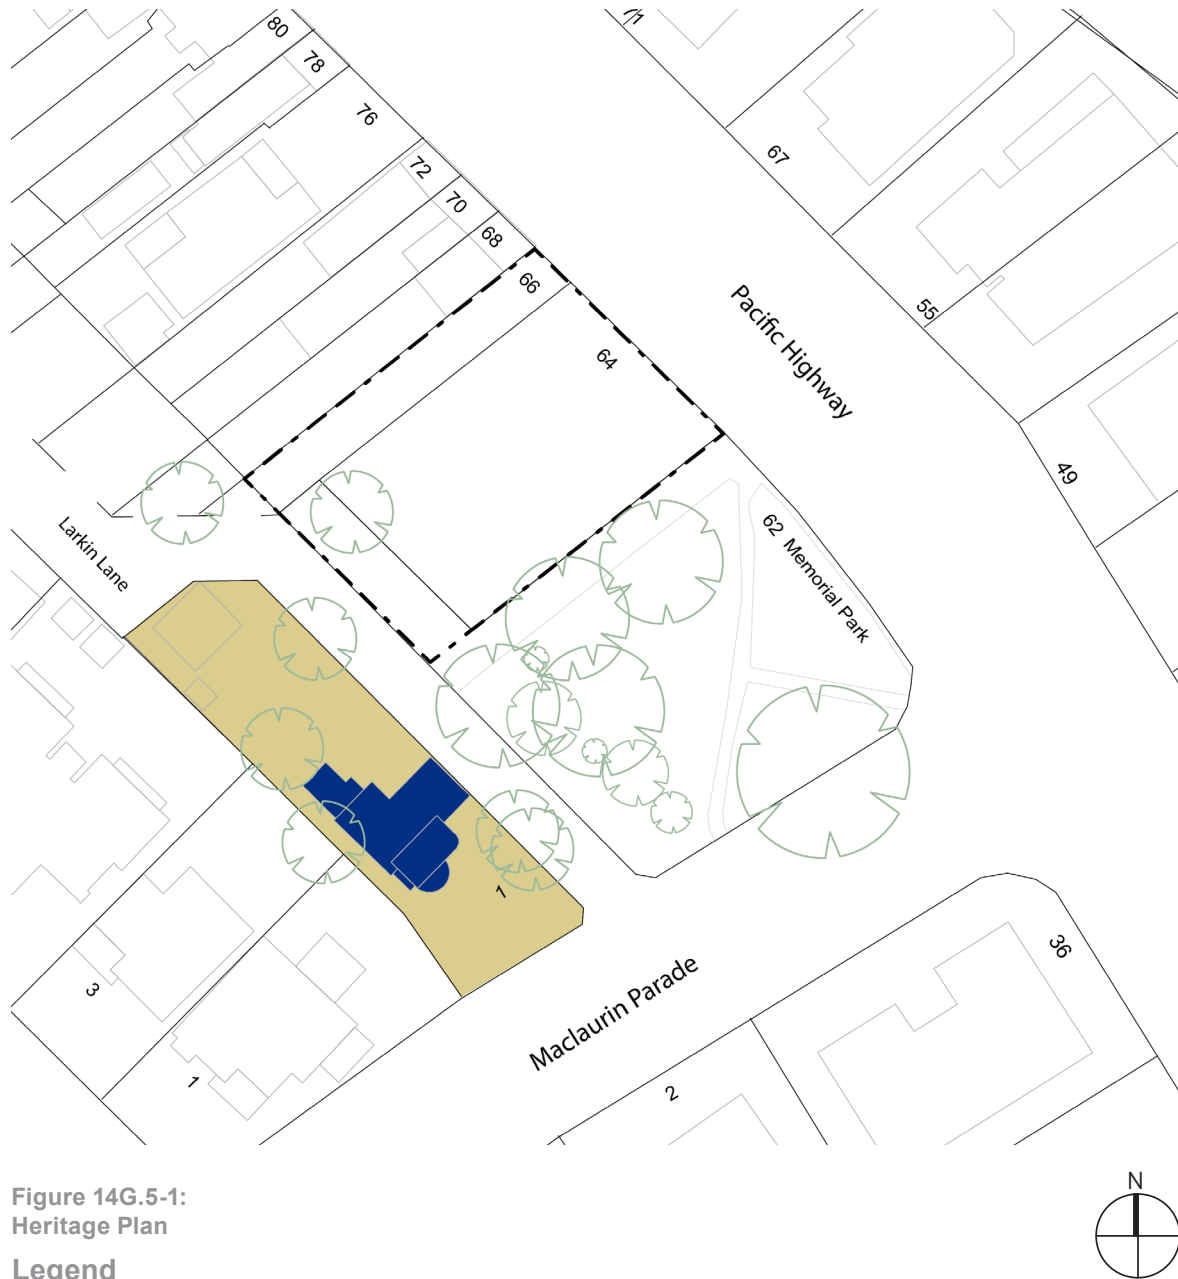 80
78
76
72
70
68
66
64
71
67
55
49
Pacific Highway
62 Memorial Park
Larkin Lane
1
3
1
Maclaurin Parade
2
36
N
Figure 14G.5-1:
Heritage Plan
Legend